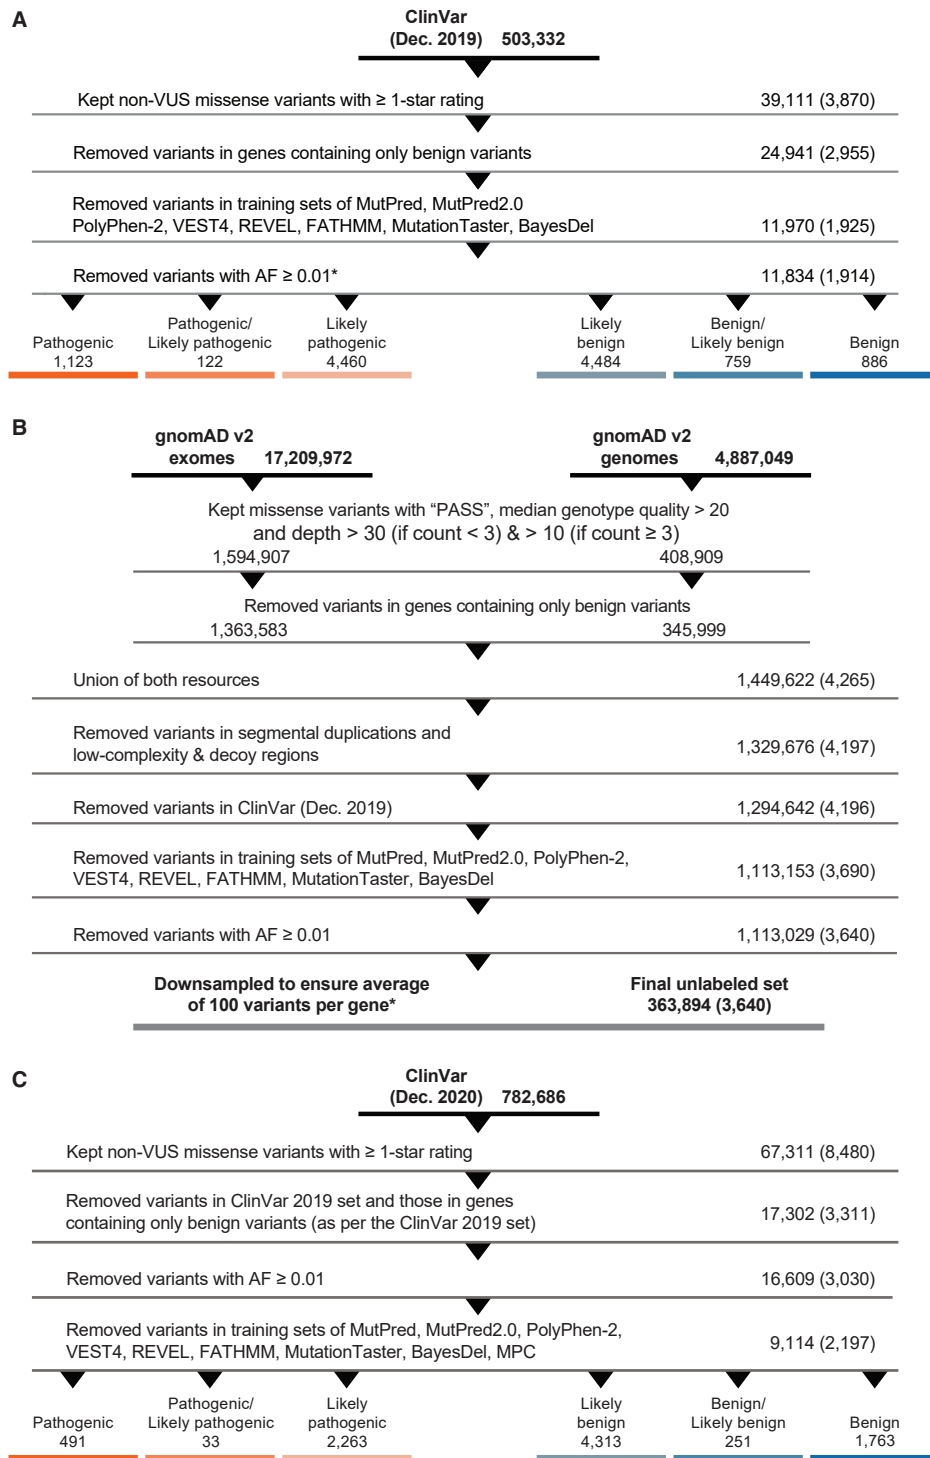 A
ClinVar
(Dec. 2019) 503,332
Kept non-VUS missense variants with ≥ 1-star rating 39,111 (3,870)
Removed variants in genes containing only benign variants 24,941 (2,955)
Removed variants in training sets of MutPred, MutPred2.0
PolyPhen-2, VEST4, REVEL, FATHMM, MutationTaster, BayesDel 11,970 (1,925)
Removed variants with AF ≥ 0.01* 11,834 (1,914)
Pathogenic
1,123
Pathogenic/
Likely pathogenic
122
Likely
pathogenic
4,460
Likely
benign
4,484
Benign/
Likely benign
759
Benign
886
B
gnomAD v2
exomes 17,209,972
gnomAD v2
genomes 4,887,049
Kept missense variants with “PASS”, median genotype quality > 20
and depth > 30 (if count < 3) & > 10 (if count ≥ 3)
1,594,907 408,909
Removed variants in genes containing only benign variants
1,363,583 345,999
Union of both resources 1,449,622 (4,265)
Removed variants in segmental duplications and
low-complexity & decoy regions 1,329,676 (4,197)
Removed variants in ClinVar (Dec. 2019) 1,294,642 (4,196)
Removed variants in training sets of MutPred, MutPred2.0, PolyPhen-2,
VEST4, REVEL, FATHMM, MutationTaster, BayesDel 1,113,153 (3,690)
Removed variants with AF ≥ 0.01 1,113,029 (3,640)
Downsampled to ensure average
of 100 variants per gene*
Final unlabeled set
363,894 (3,640)
C
ClinVar
(Dec. 2020) 782,686
Kept non-VUS missense variants with ≥ 1-star rating 67,311 (8,480)
Removed variants in ClinVar 2019 set and those in genes
containing only benign variants (as per the ClinVar 2019 set) 17,302 (3,311)
Removed variants with AF ≥ 0.01 16,609 (3,030)
Removed variants in training sets of MutPred, MutPred2.0, PolyPhen-2,
VEST4, REVEL, FATHMM, MutationTaster, BayesDel, MPC 9,114 (2,197)
Pathogenic
491
Pathogenic/
Likely pathogenic
33
Likely
pathogenic
2,263
Likely
benign
4,313
Benign/
Likely benign
251
Benign
1,763